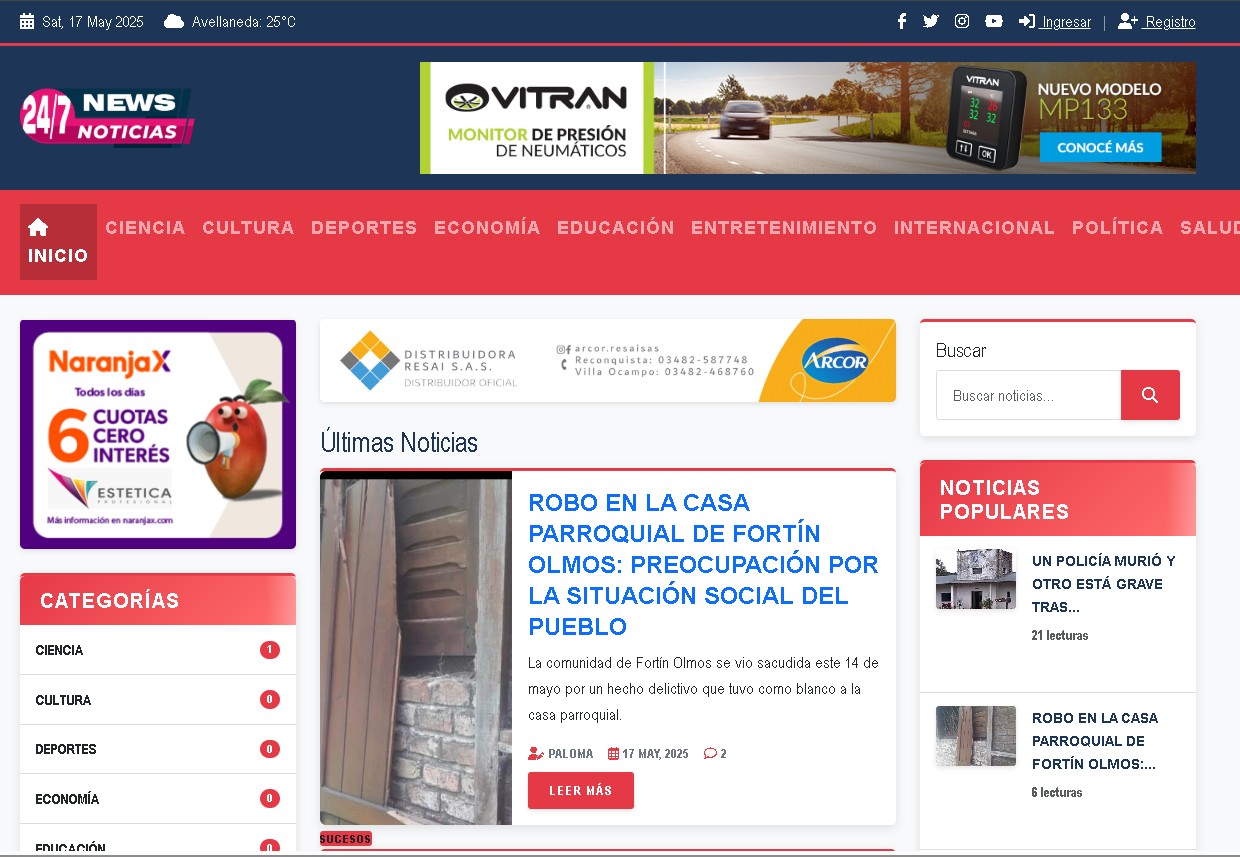 Sat, 17 May 2025 Avellaneda: 25°C Ingresar | Registro
24/7 NEWS
NOTICIAS
VITRAN
MONITOR DE PRESIÓN
DE NEUMÁTICOS
VITRAN
32 26
32 32
OK
NUEVO MODELO
MP133
CONOCÉ MÁS
INICIO
CIENCIA CULTURA DEPORTES ECONOMÍA EDUCACIÓN ENTRETENIMIENTO INTERNACIONAL POLÍTICA SALUD
NaranjaX
Todos los días
6 CUOTAS
CERO
INTERÉS
ESTETICA
PROFESIONAL
Más información en naranjax.com
CATEGORÍAS
CIENCIA 1
CULTURA 0
DEPORTES 0
ECONOMÍA 0
EDUCACIÓN 0
DISTRIBUIDORA
RESAI S.A.S.
DISTRIBUIDOR OFICIAL
arcor.resaisas
Reconquista: 03482-587748
Villa Ocampo: 03482-468760
ARCOR
Últimas Noticias
ROBO EN LA CASA
PARROQUIAL DE FORTÍN
OLMOS: PREOCUPACIÓN POR
LA SITUACIÓN SOCIAL DEL
PUEBLO
La comunidad de Fortín Olmos se vio sacudida este 14 de
mayo por un hecho delictivo que tuvo como blanco a la
casa parroquial.
PALOMA 17 MAY, 2025 2
LEER MÁS
SUCESOS
Buscar
Buscar noticias...
NOTICIAS
POPULARES
UN POLICÍA MURIÓ Y
OTRO ESTÁ GRAVE
TRAS...
21 lecturas
ROBO EN LA CASA
PARROQUIAL DE
FORTÍN OLMOS:...
6 lecturas